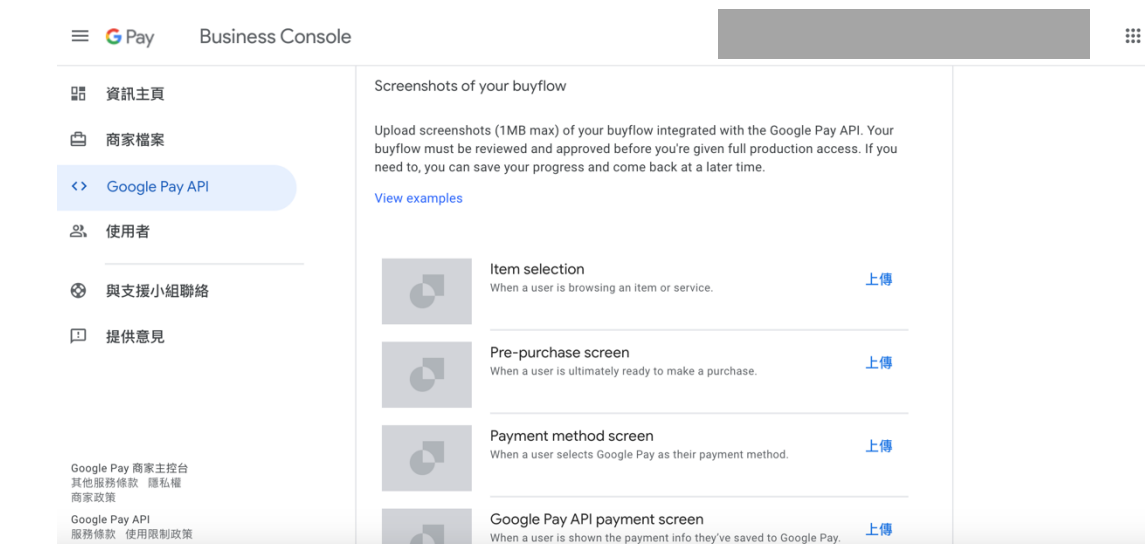 G Pay Business Console
資訊主頁
商家檔案
Google Pay API
使用者
與支援小組聯絡
提供意見
Google Pay 商家主控台
其他服務條款 隱私權
商家政策
Google Pay API
服務條款 使用限制政策
Screenshots of your buyflow
Upload screenshots (1MB max) of your buyflow integrated with the Google Pay API. Your
buyflow must be reviewed and approved before you're given full production access. If you
need to, you can save your progress and come back at a later time.
View examples
Item selection
When a user is browsing an item or service.
上傳
Pre-purchase screen
When a user is ultimately ready to make a purchase.
上傳
Payment method screen
When a user selects Google Pay as their payment method.
上傳
Google Pay API payment screen
When a user is shown the payment info they've saved to Google Pay.
上傳